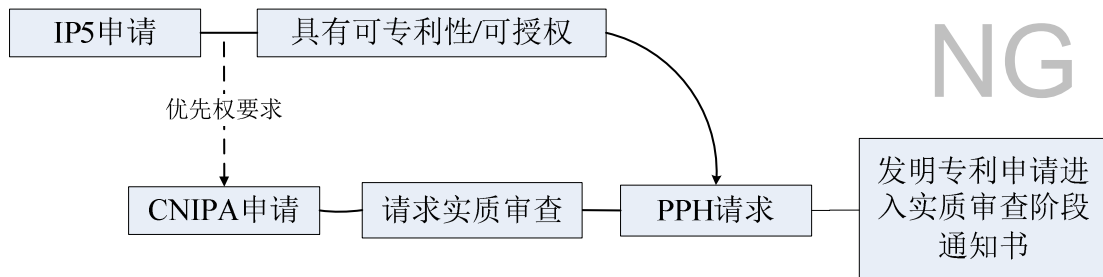 IP5申请
具有可专利性/可授权
NG
优先权要求
CNIPA申请
请求实质审查
PPH请求
发明专利申请进
入实质审查阶段
通知书